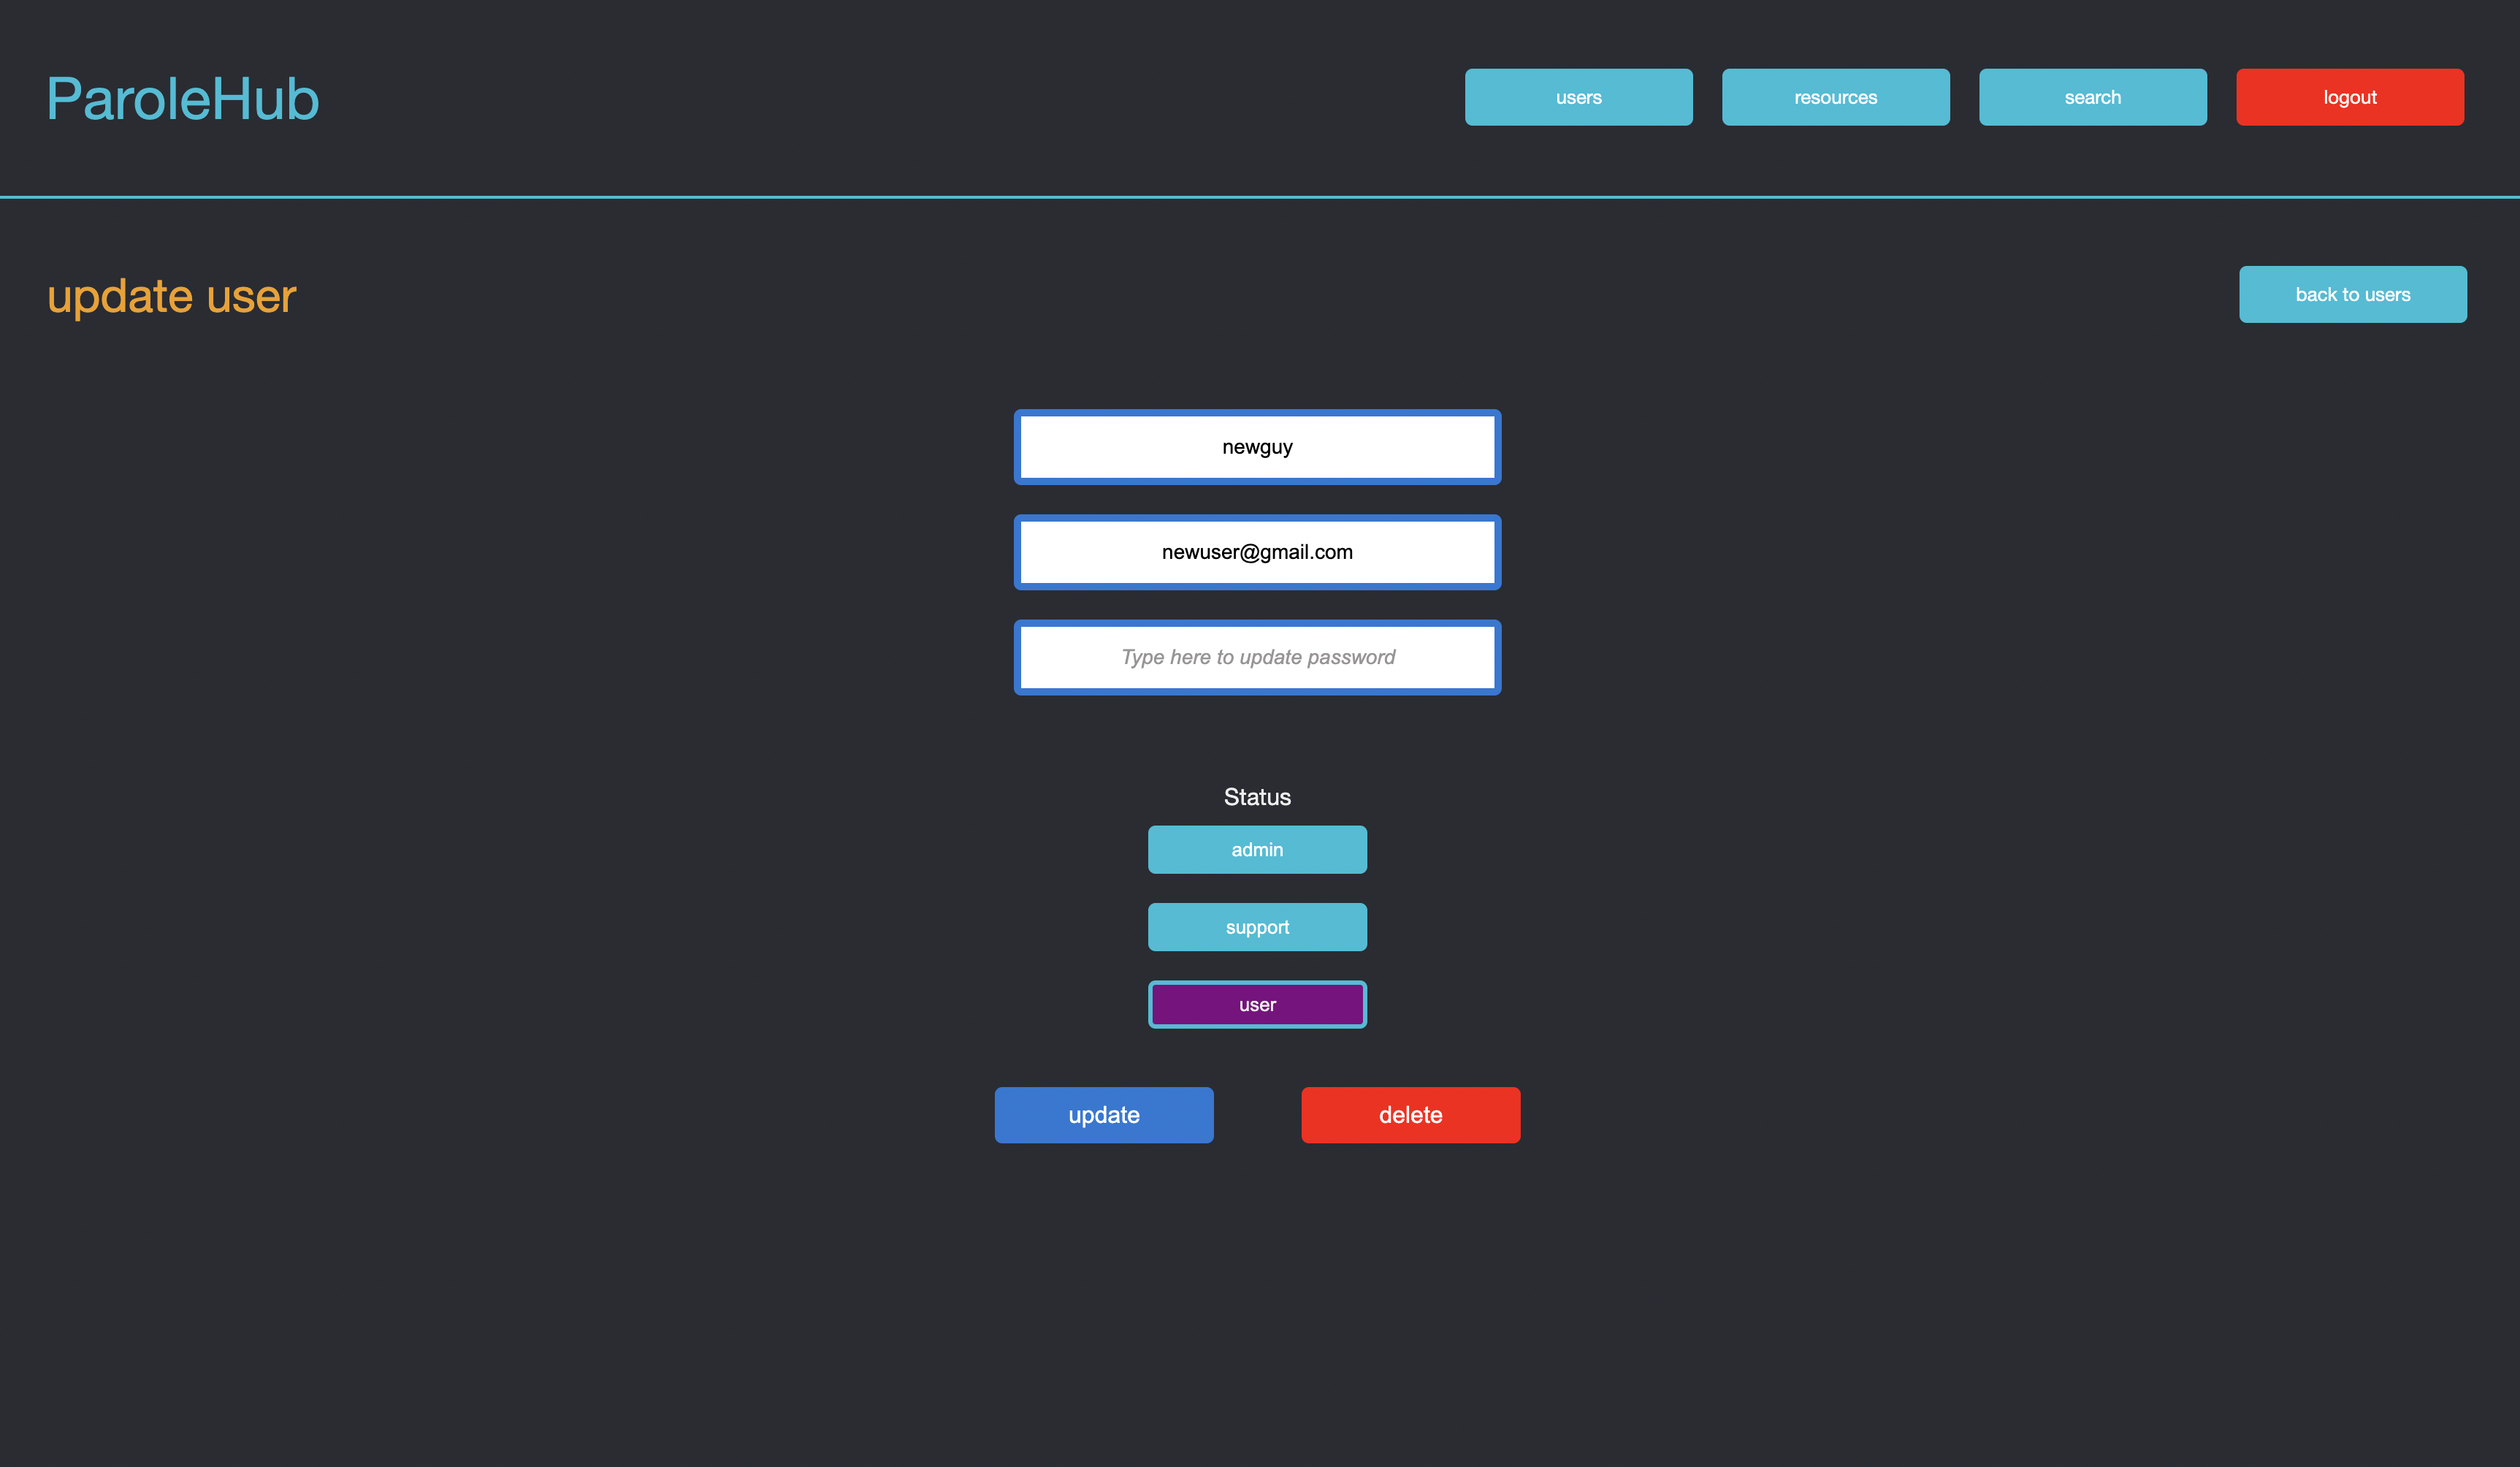 ParoleHub
users
resources
search
logout
update user
back to users
newguy
newuser@gmail.com
Type here to update password
Status
admin
support
user
update
delete